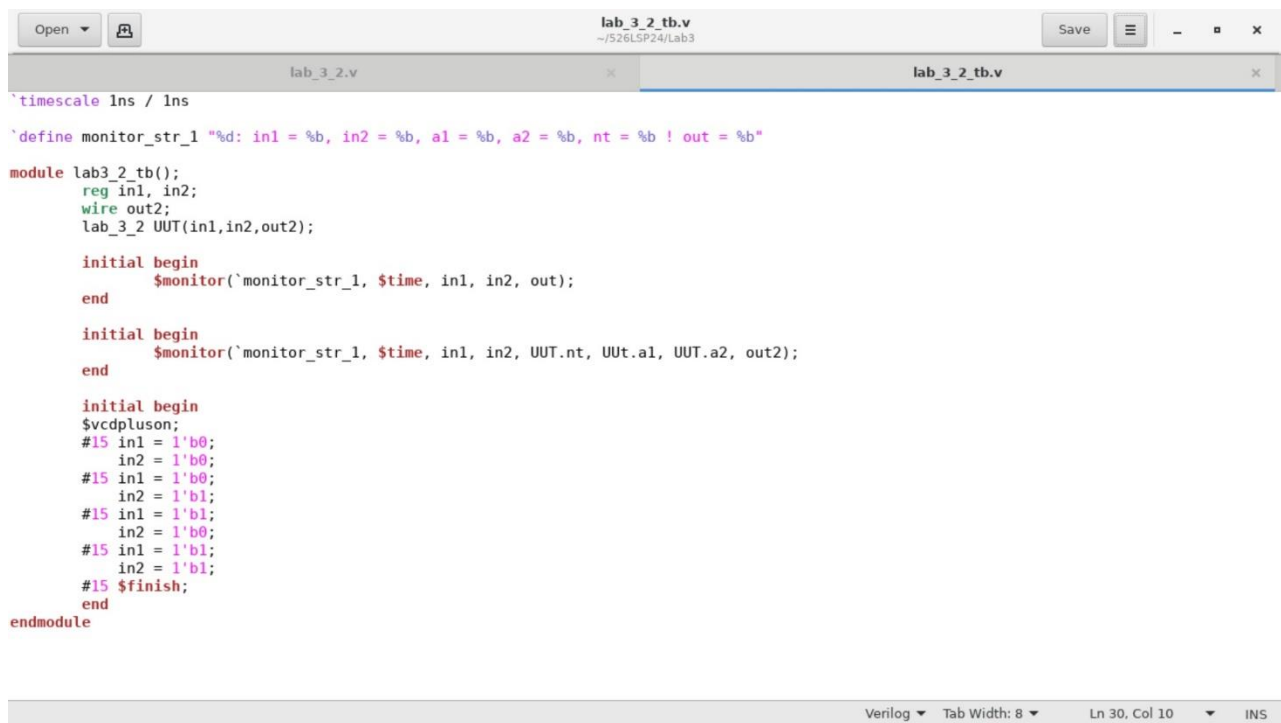 Open
lab_3_2_tb.v
~/526LSP24/Lab3
Save
lab_3_2.v
lab_3_2_tb.v
`timescale 1ns / 1ns
`define monitor_str_1 "%d: in1 = %b, in2 = %b, a1 = %b, a2 = %b, nt = %b ! out = %b"
module lab3_2_tb();
reg in1, in2;
wire out2;
lab_3_2 UUT(in1,in2,out2);
initial begin
$monitor(`monitor_str_1, $time, in1, in2, out);
end
initial begin
$monitor(`monitor_str_1, $time, in1, in2, UUT.nt, UUt.a1, UUT.a2, out2);
end
initial begin
$vcdpluson;
#15 in1 = 1'b0;
in2 = 1'b0;
#15 in1 = 1'b0;
in2 = 1'b1;
#15 in1 = 1'b1;
in2 = 1'b0;
#15 in1 = 1'b1;
in2 = 1'b1;
#15 $finish;
end
endmodule
Verilog Tab Width: 8 Ln 30, Col 10 INS